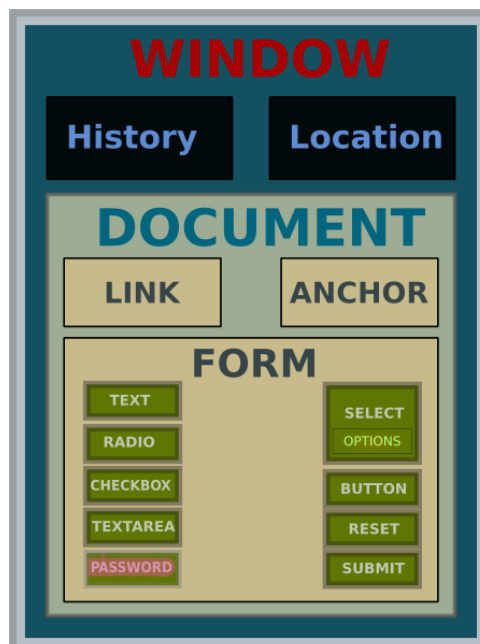 WINDOW
History
Location
DOCUMENT
LINK
ANCHOR
FORM
TEXT
RADIO
CHECKBOX
TEXTAREA
PASSWORD
SELECT
OPTIONS
BUTTON
RESET
SUBMIT